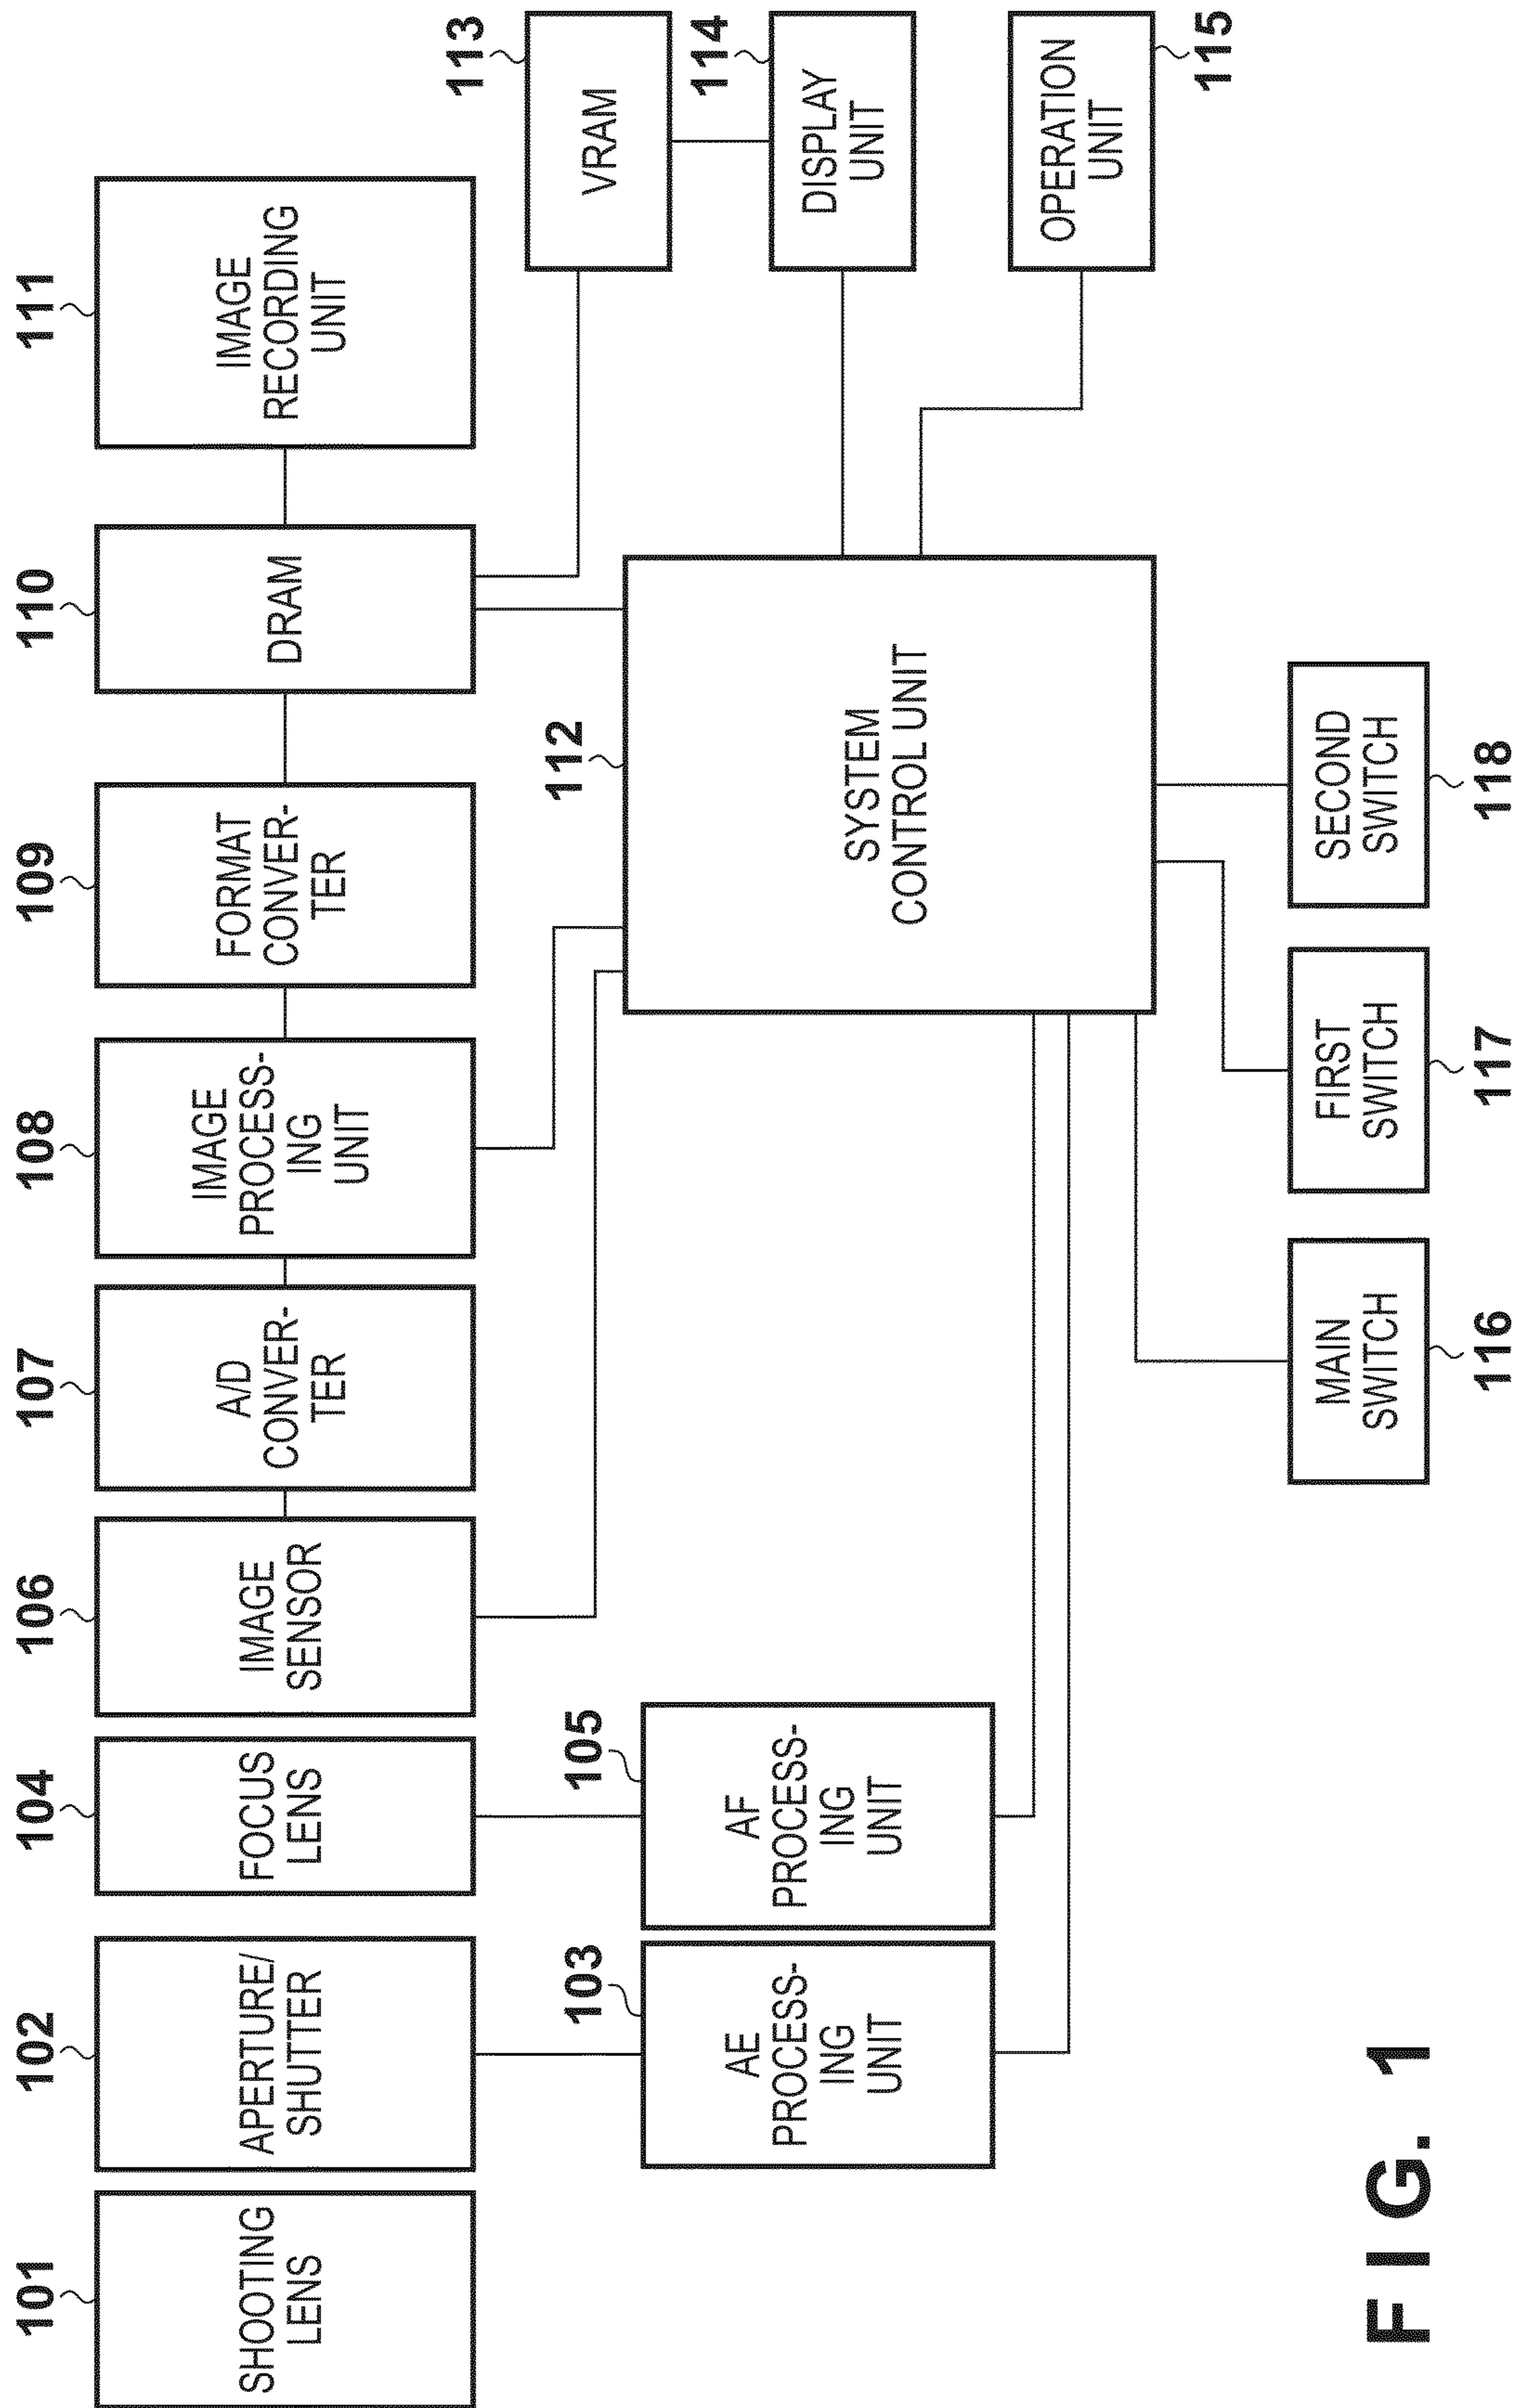 101
SHOOTING
LENS
102
APERTURE/
SHUTTER
104
FOCUS
LENS
106
IMAGE
SENSOR
107
A/D
CONVER-
TER
108
IMAGE
PROCESS-
ING
UNIT
109
FORMAT
CONVER-
TER
110
DRAM
111
IMAGE
RECORDING
UNIT
103
AE
PROCESS-
ING
UNIT
105
AF
PROCESS-
ING
UNIT
112
SYSTEM
CONTROL UNIT
113
VRAM
114
DISPLAY
UNIT
OPERATION
UNIT
115
MAIN
SWITCH
116
FIRST
SWITCH
117
SECOND
SWITCH
118
FIG. 1